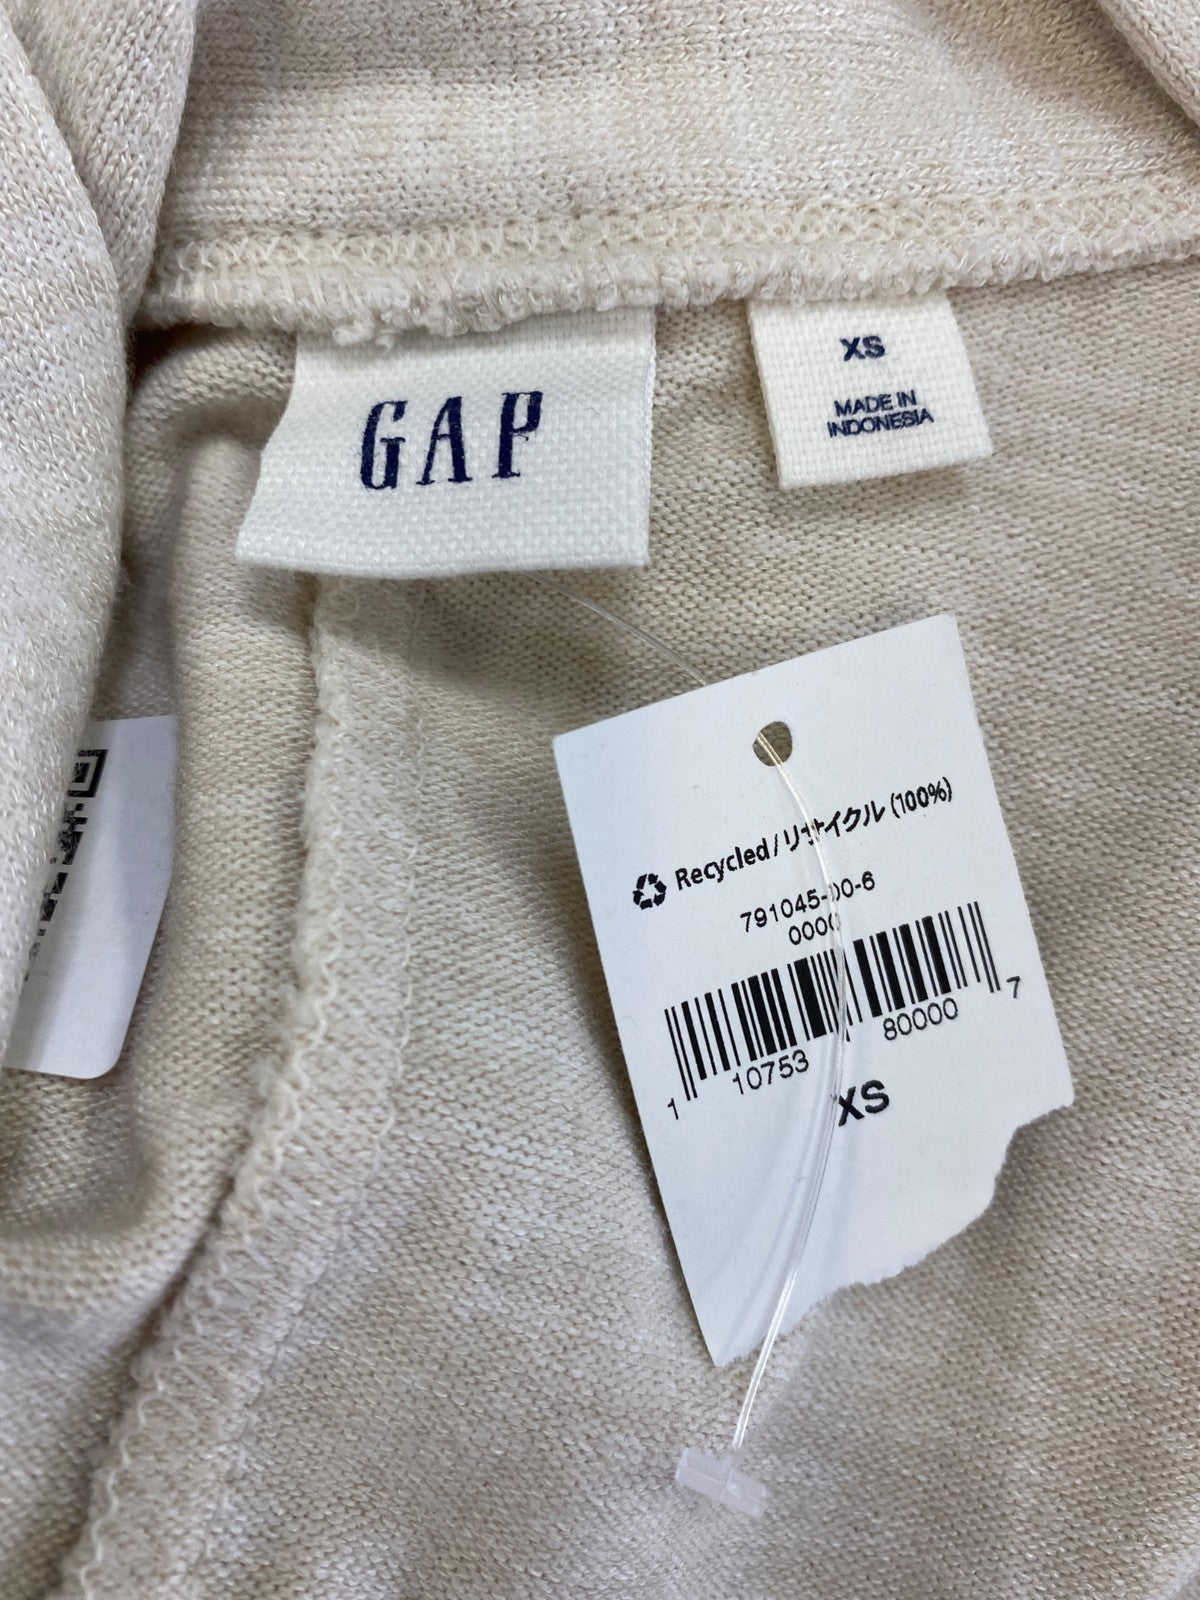 GAP
XS
MADE IN
INDONESIA
Recycled/リサイクル (100%)
791045-00-6
0000
1 10753 80000 7
XS